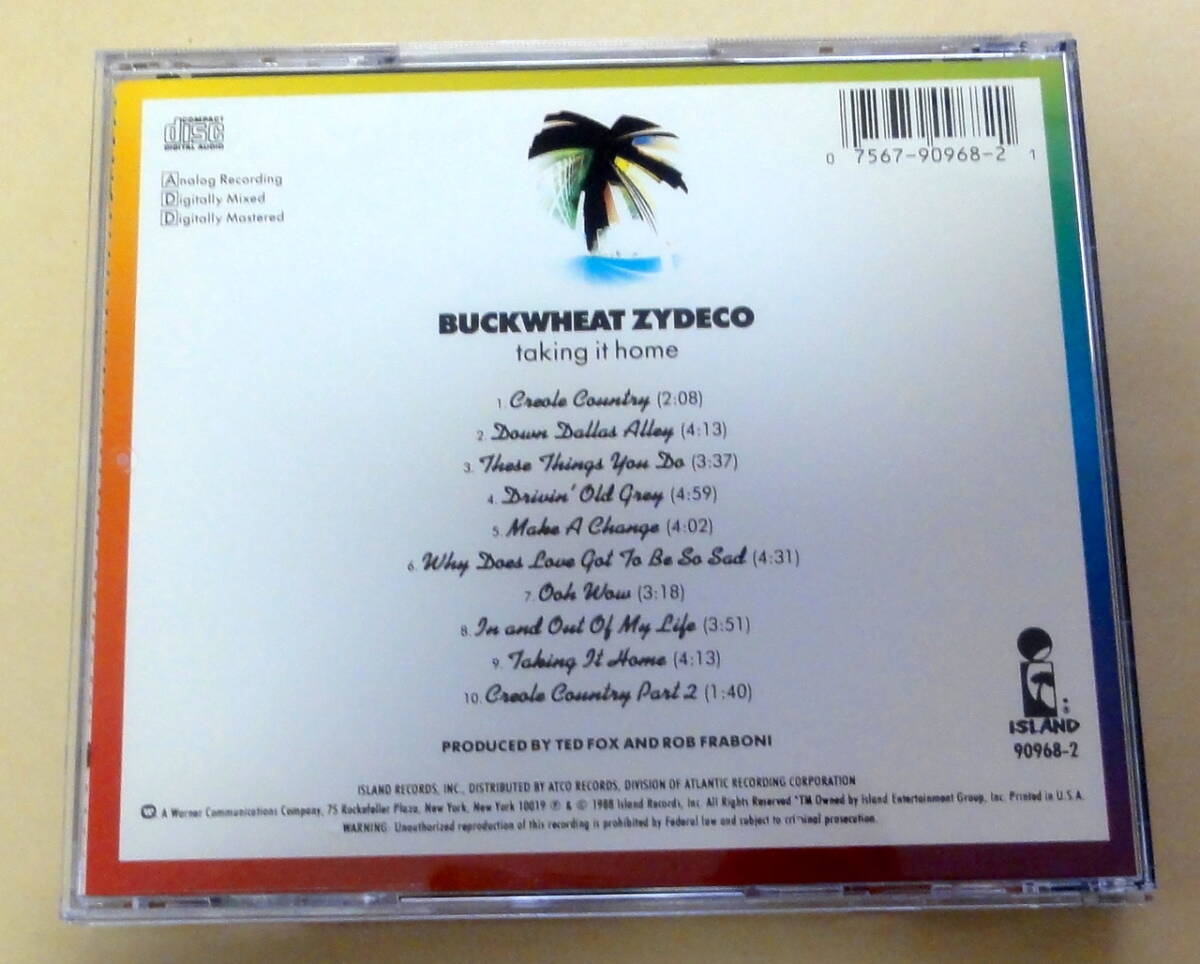 COMPACT
disc
DIGITAL AUDIO
Analog Recording
Digitally Mixed
Digitally Mastered
0 7567-90968-2 1
BUCKWHEAT ZYDECO
taking it home
1. Creole Country (2:08)
2. Down Dallas Alley (4:13)
3. These Things You Do (3:37)
4. Drivin' Old Grey (4:59)
5. Make A Change (4:02)
6. Why Does Love Got To Be So Sad (4:31)
7. Ooh Wow (3:18)
8. In and Out Of My Life (3:51)
9. Taking It Home (4:13)
10. Creole Country Part 2 (1:40)
PRODUCED BY TED FOX AND ROB FRABONI
ISLAND
90968-2
ISLAND RECORDS, INC., DISTRIBUTED BY ATCO RECORDS, DIVISION OF ATLANTIC RECORDING CORPORATION
A Warner Communications Company, 75 Rockefeller Plaza, New York, New York 10019 ℗ & © 1988 Island Records, Inc. All Rights Reserved *TM Owned by Island Entertainment Group, Inc. Printed in U.S.A.
WARNING: Unauthorized reproduction of this recording is prohibited by Federal law and subject to criminal prosecution.